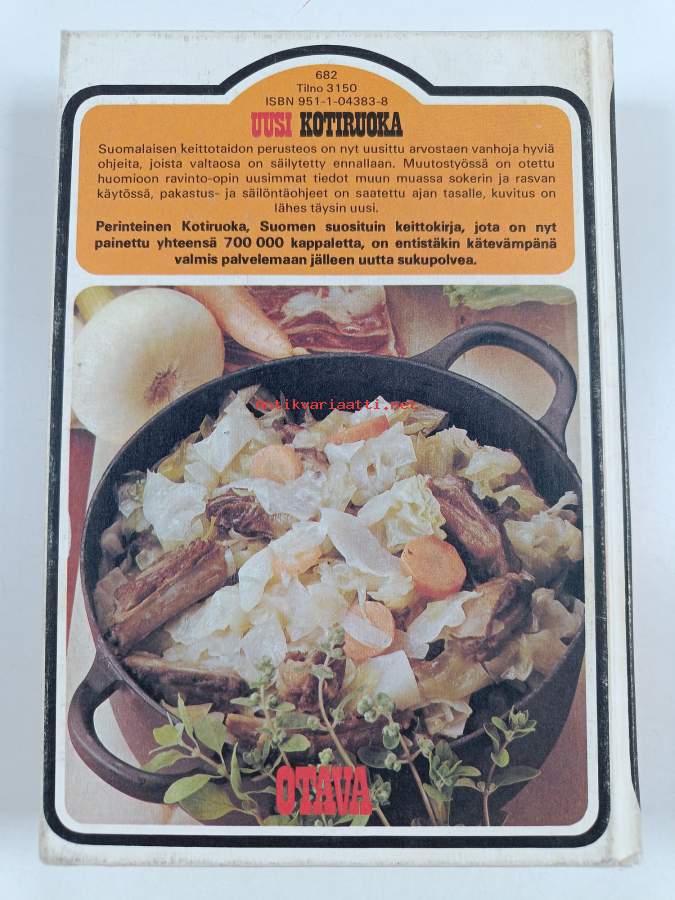 682
Tilno 3150
ISBN 951-1-04383-8
UUSI KOTIRUOKA
Suomalaisen keittotaidon perusteos on nyt uusittu arvostaen vanhoja hyviä
ohjeita, joista valtaosa on säilytetty ennallaan. Muutostyössä on otettu
huomioon ravinto-opin uusimmat tiedot muun muassa sokerin ja rasvan
käytössä, pakastus- ja säilöntäohjeet on saatettu ajan tasalle, kuvitus on
lähes täysin uusi.
Perinteinen Kotiruoka, Suomen suosituin keittokirja, jota on nyt
painettu yhteensä 700 000 kappaletta, on entistäkin kätevämpänä
valmis palvelemaan jälleen uutta sukupolvea.
antikvariaatti.net
OTAVA